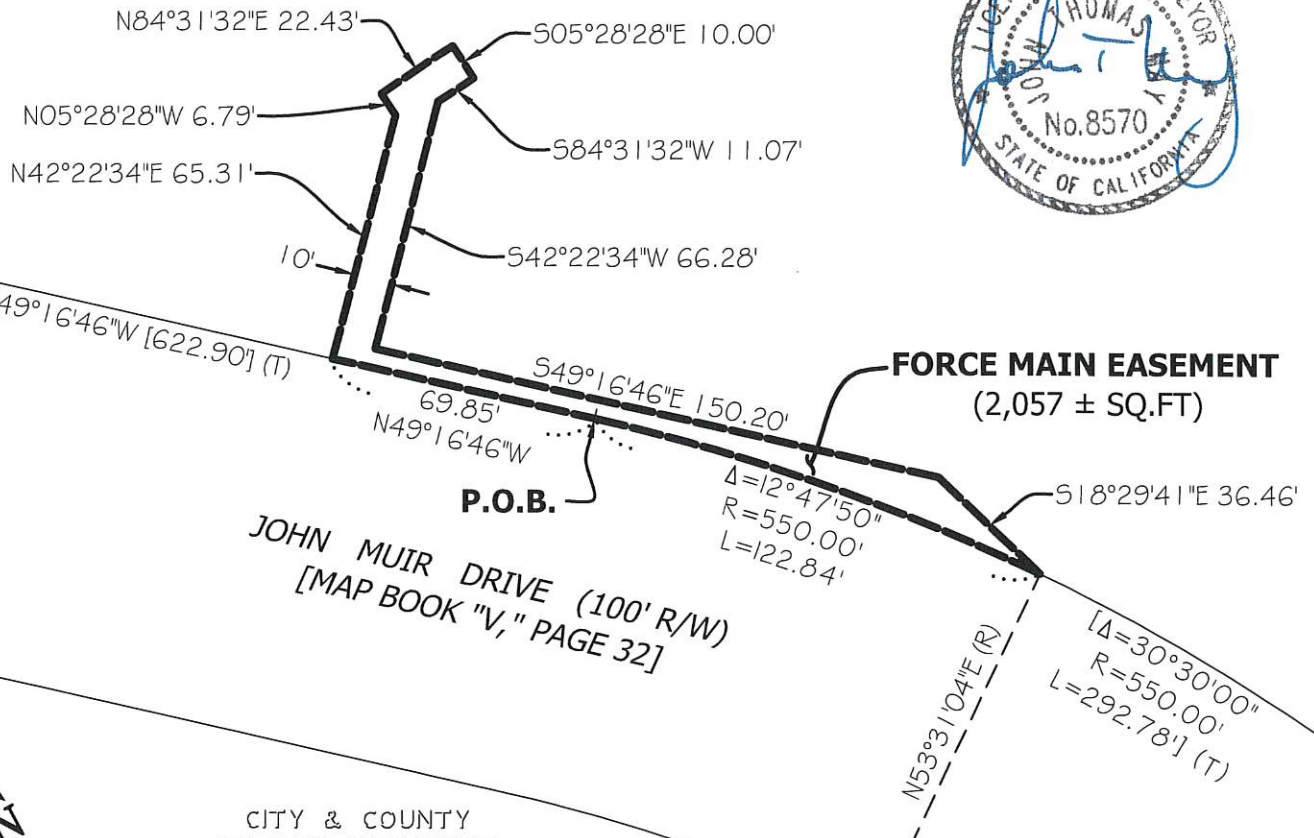 N84°31'32"E 22.43'
S05°28'28"E 10.00'
N05°28'28"W 6.79'
S84°31'32"W 11.07'
N42°22'34"E 65.31'
10'
S42°22'34"W 66.28'
THOMAS
JOHN
No.8570
STATE OF CALIFORNIA
49°16'46"W [622.90'] (T)
S49°16'46"E 150.20'
69.85'
N49°16'46"W
FORCE MAIN EASEMENT
(2,057 ± SQ.FT)
P.O.B.
Δ=12°47'50"
R=550.00'
L=122.84'
S18°29'41"E 36.46'
JOHN MUIR DRIVE (100' R/W)
[MAP BOOK "V," PAGE 32]
N53°31'04"E (R)
[Δ=30°30'00"
R=550.00'
L=292.78'] (T)
CITY & COUNTY